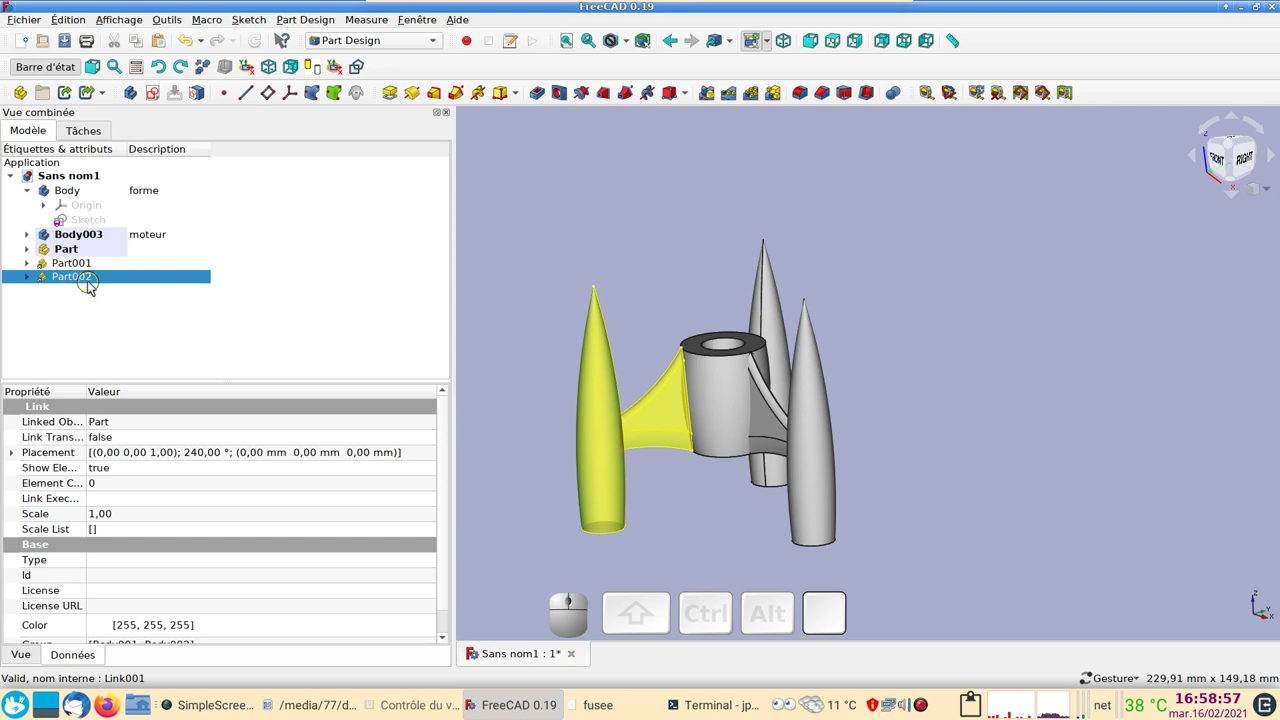 FreeCAD 0.19
Fichier Édition Affichage Outils Macro Sketch Part Design Measure Fenêtre Aide
Part Design
Barre d'état
Vue combinée
Modèle Tâches
Étiquettes & attributs Description
Application
Sans nom1
Body forme
Origin
Sketch
Body003 moteur
Part
Part001
Part002
Propriété Valeur
Link
Linked Ob... Part
Link Trans... false
Placement [(0,00 0,00 1,00); 240,00 °; (0,00 mm 0,00 mm 0,00 mm)]
Show Ele... true
Element C... 0
Link Exec...
Scale 1,00
Scale List []
Base
Type
Id
License
License URL
Color [255, 255, 255]
Vue Données
FRONT RIGHT
Z
X
Ctrl Alt
Z
Y
X
Sans nom1 : 1*
Valid, nom interne : Link001
Gesture 229,91 mm x 149,18 mm
SimpleScree... /media/77/d... Contrôle du v... FreeCAD 0.19 fusee Terminal - jp... 11 °C net 38 °C 16:58:57
mar.16/02/2021